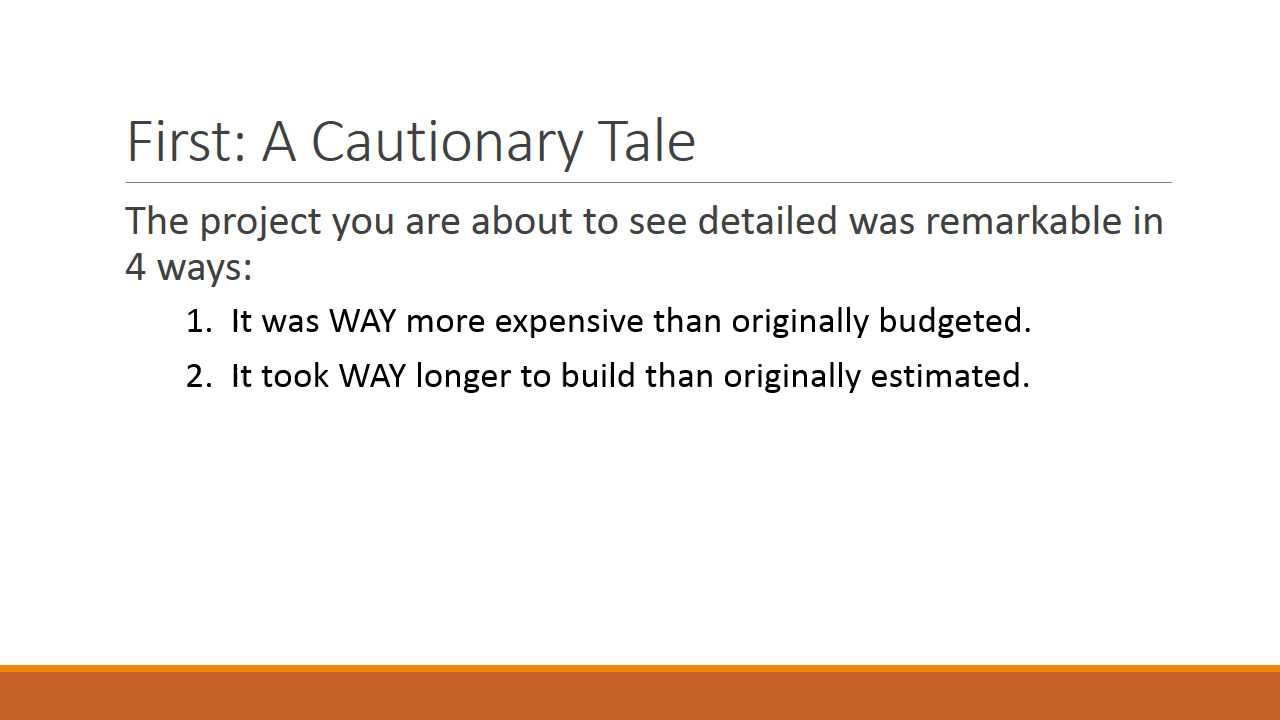 First: A Cautionary Tale
The project you are about to see detailed was remarkable in
4 ways:
1. It was WAY more expensive than originally budgeted.
2. It took WAY longer to build than originally estimated.